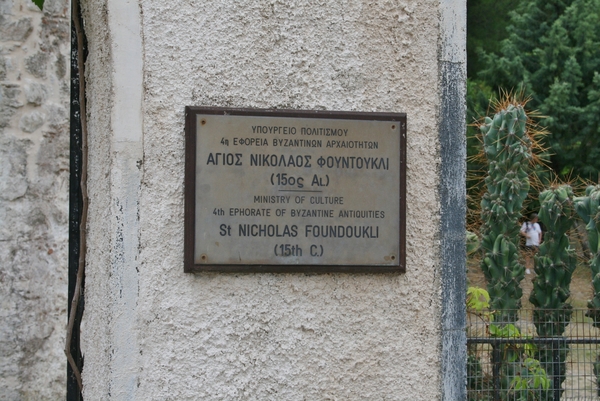 ΥΠΟΥΡΓΕΙΟ ΠΟΛΙΤΙΣΜΟΥ
4η ΕΦΟΡΕΙΑ ΒΥΖΑΝΤΙΝΩΝ ΑΡΧΑΙΟΤΗΤΩΝ
ΑΓΙΟΣ ΝΙΚΟΛΑΟΣ ΦΟΥΝΤΟΥΚΛΙ
(15ος ΑΙ.)
MINISTRY OF CULTURE
4th EPHORATE OF BYZANTINE ANTIQUITIES
St NICHOLAS FOUNDOUKLI
(15th C.)